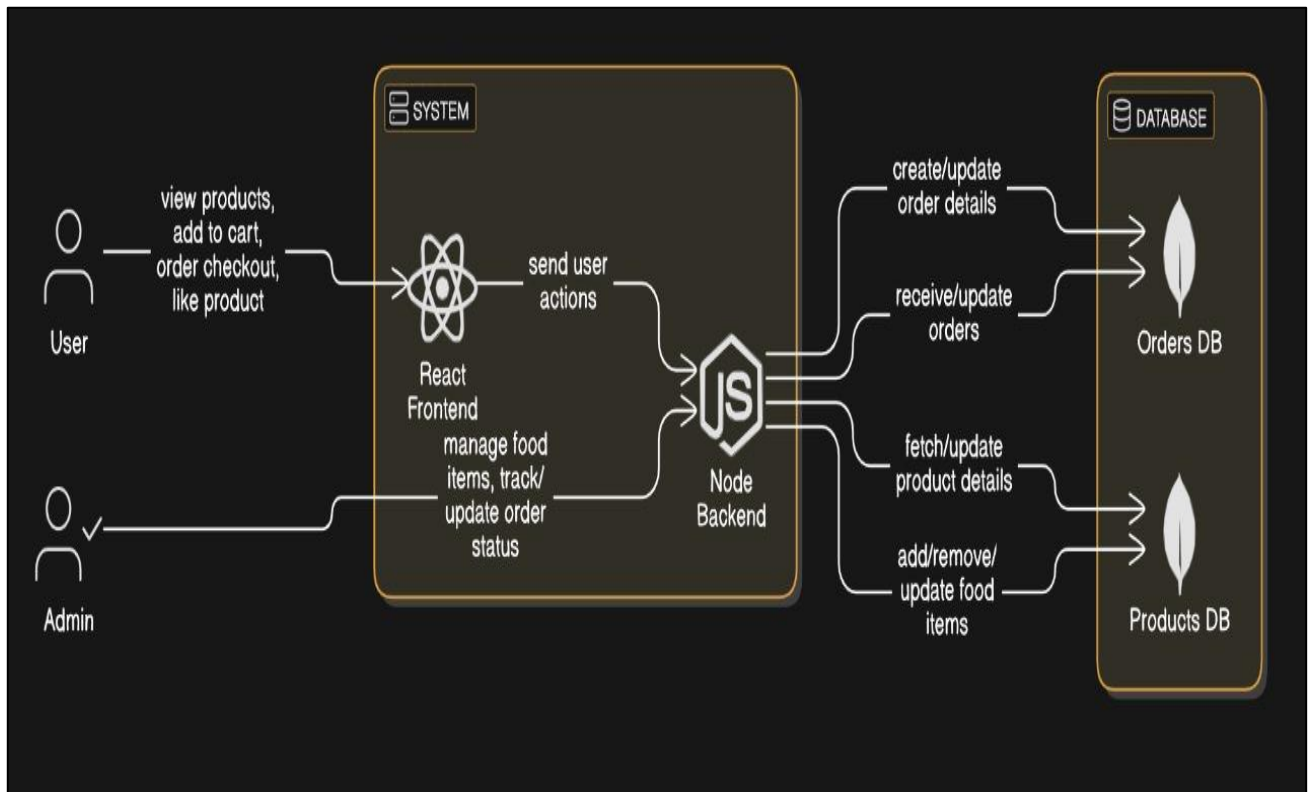 SYSTEM
DATABASE
view products,
add to cart,
order checkout,
like product
User
React
Frontend
send user
actions
manage food
items, track/
update order
status
Admin
JS
Node
Backend
create/update
order details
receive/update
orders
fetch/update
product details
add/remove/
update food
items
Orders DB
Products DB